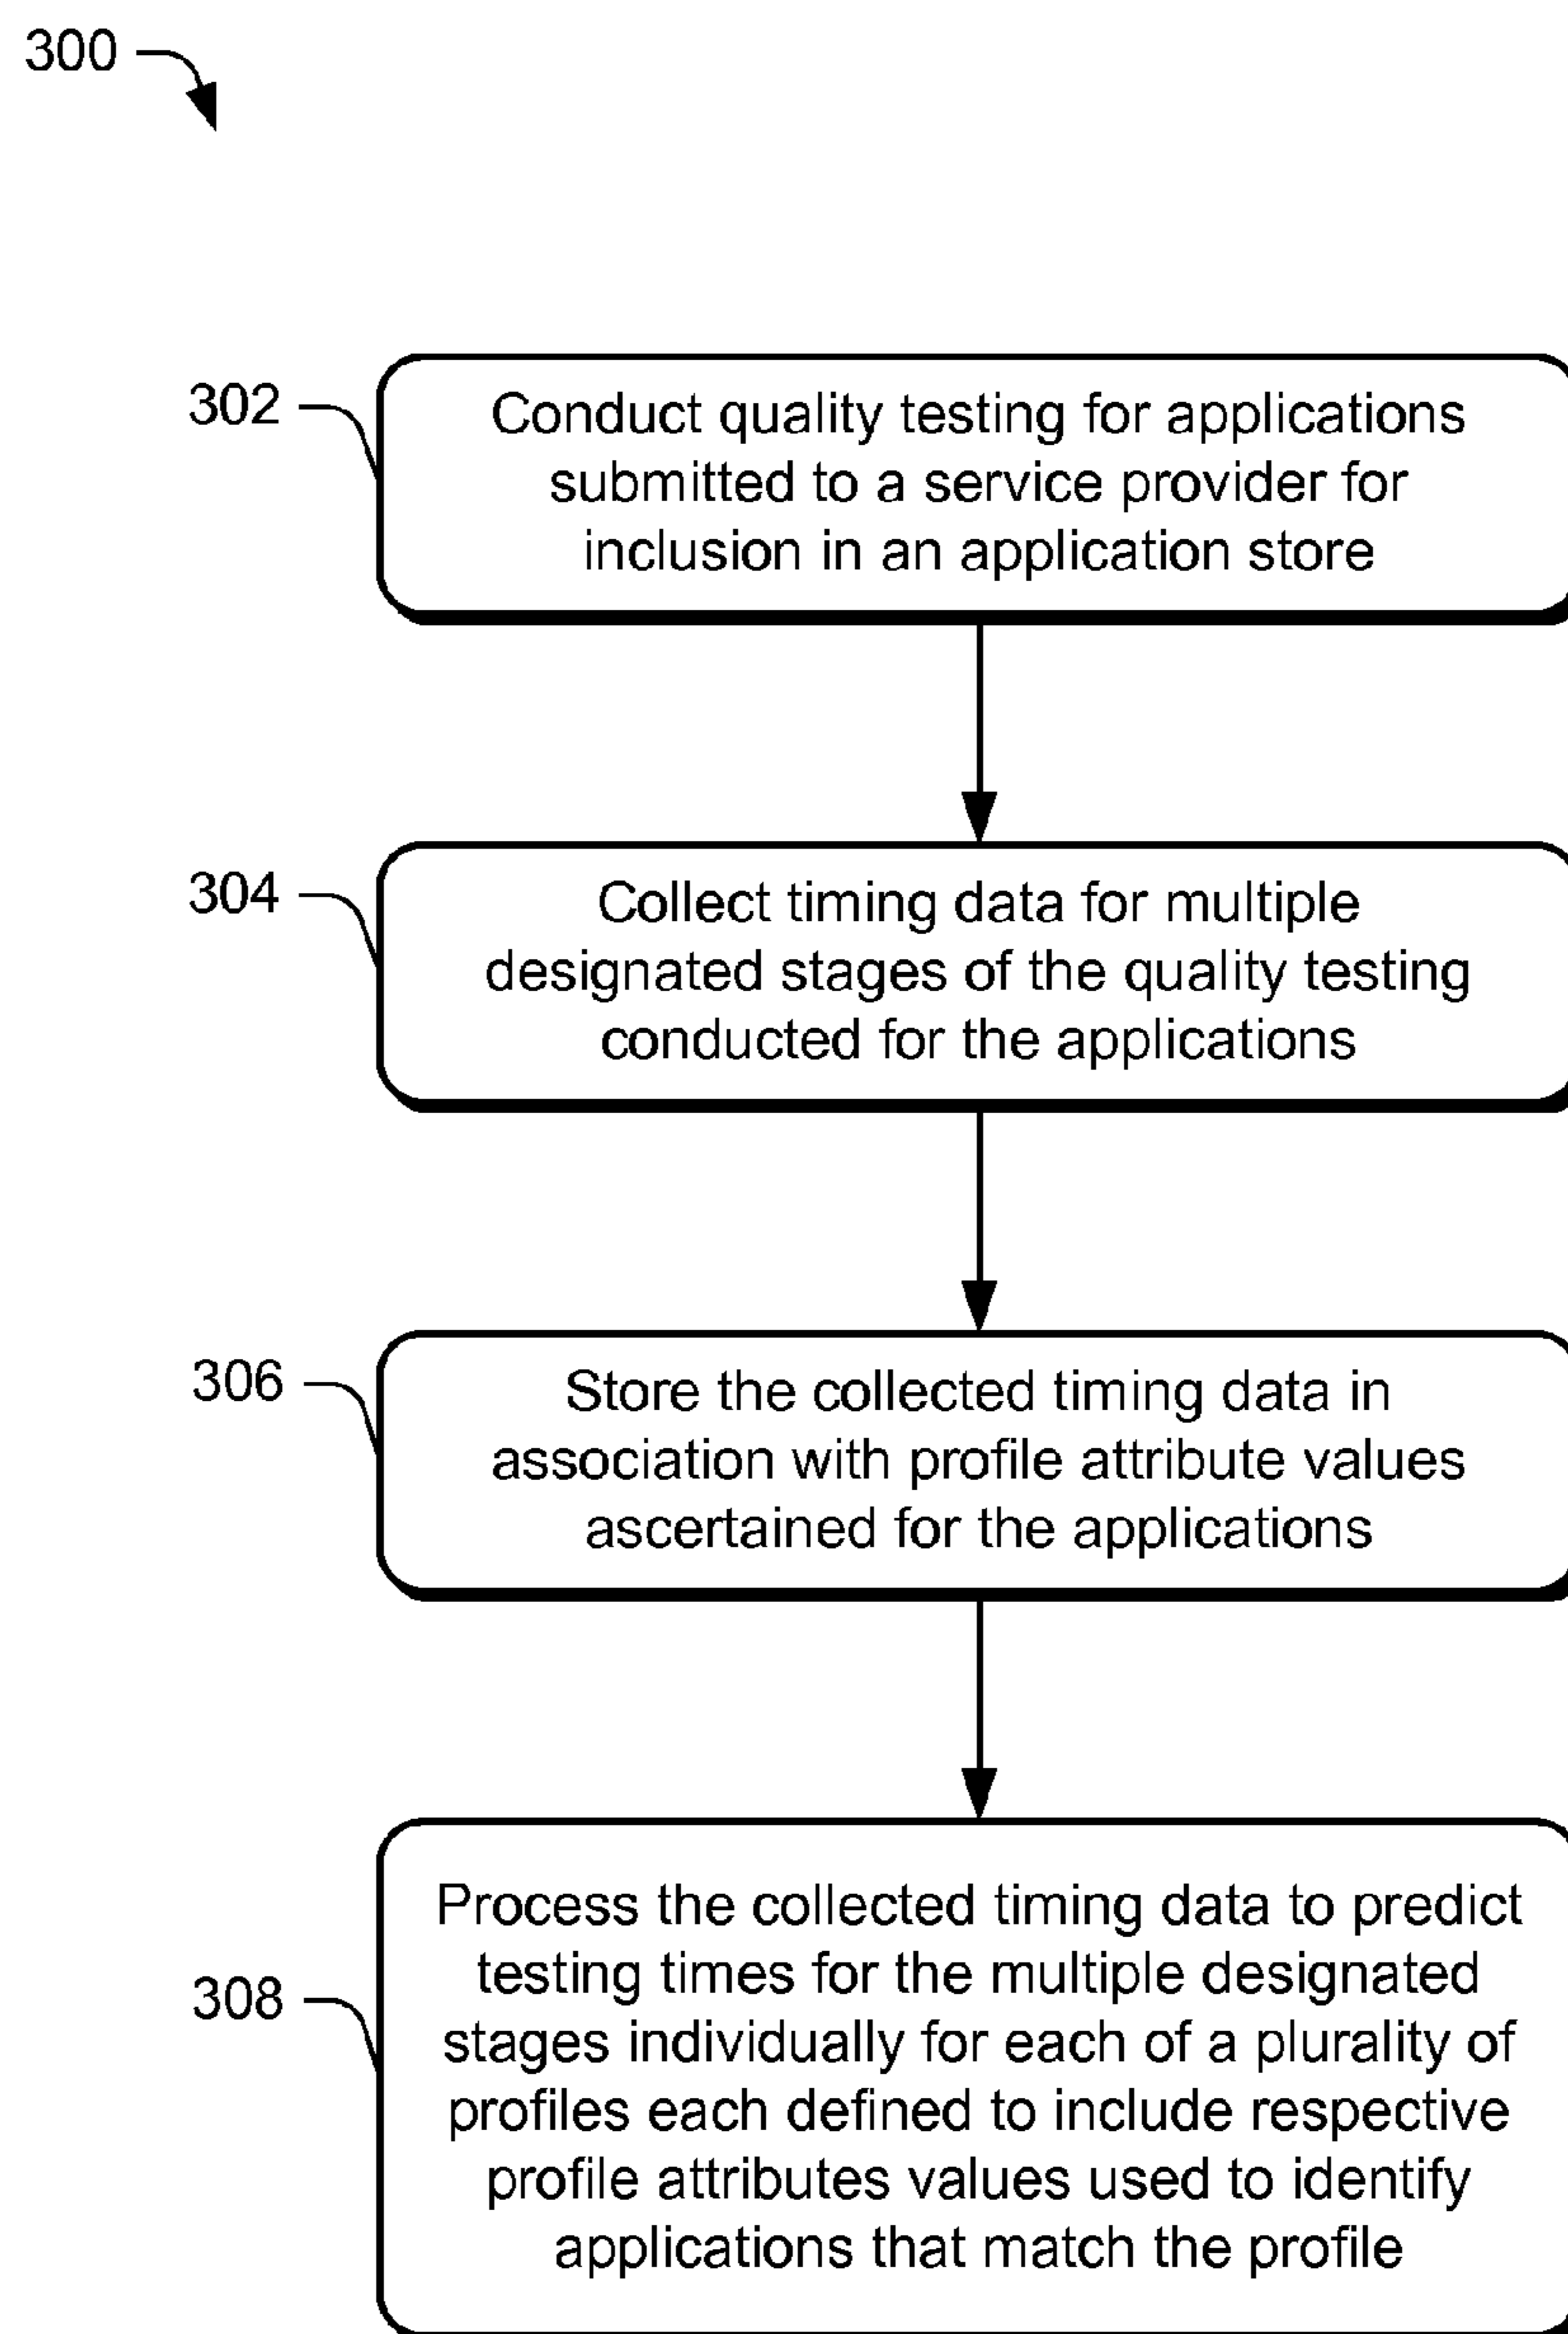 300
302
Conduct quality testing for applications
submitted to a service provider for
inclusion in an application store
304
Collect timing data for multiple
designated stages of the quality testing
conducted for the applications
306
Store the collected timing data in
association with profile attribute values
ascertained for the applications
308
Process the collected timing data to predict
testing times for the multiple designated
stages individually for each of a plurality of
profiles each defined to include respective
profile attributes values used to identify
applications that match the profile